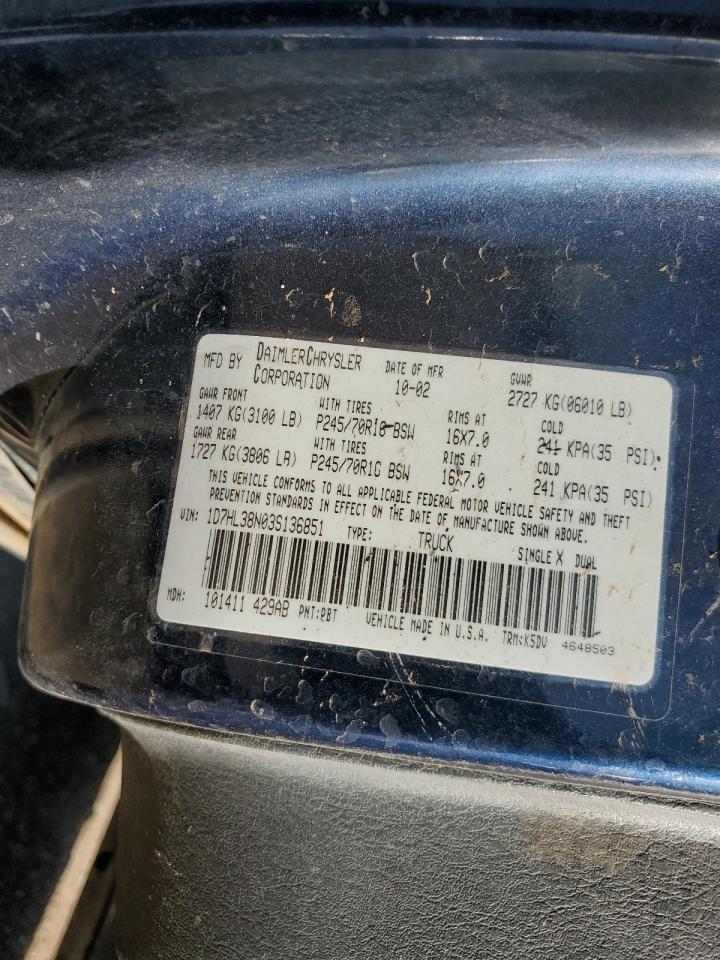 MFD BY DAIMLERCHRYSLER CORPORATION DATE OF MFR 10-02 GVWR 2727 KG(06010 LB)
GAWR FRONT WITH TIRES RIMS AT COLD
1407 KG(3100 LB) P245/70R16 BSW 16X7.0 241 KPA(35 PSI)
GAWR REAR WITH TIRES RIMS AT COLD
1727 KG(3806 LB) P245/70R16 BSW 16X7.0 241 KPA(35 PSI)
THIS VEHICLE CONFORMS TO ALL APPLICABLE FEDERAL MOTOR VEHICLE SAFETY AND THEFT
PREVENTION STANDARDS IN EFFECT ON THE DATE OF MANUFACTURE SHOWN ABOVE.
VIN: 1D7HL38N03S136851 TYPE: TRUCK SINGLE X DUAL
MDH: 101411 429AB PNT:PBT VEHICLE MADE IN U.S.A. TRM:K5DV 4648503